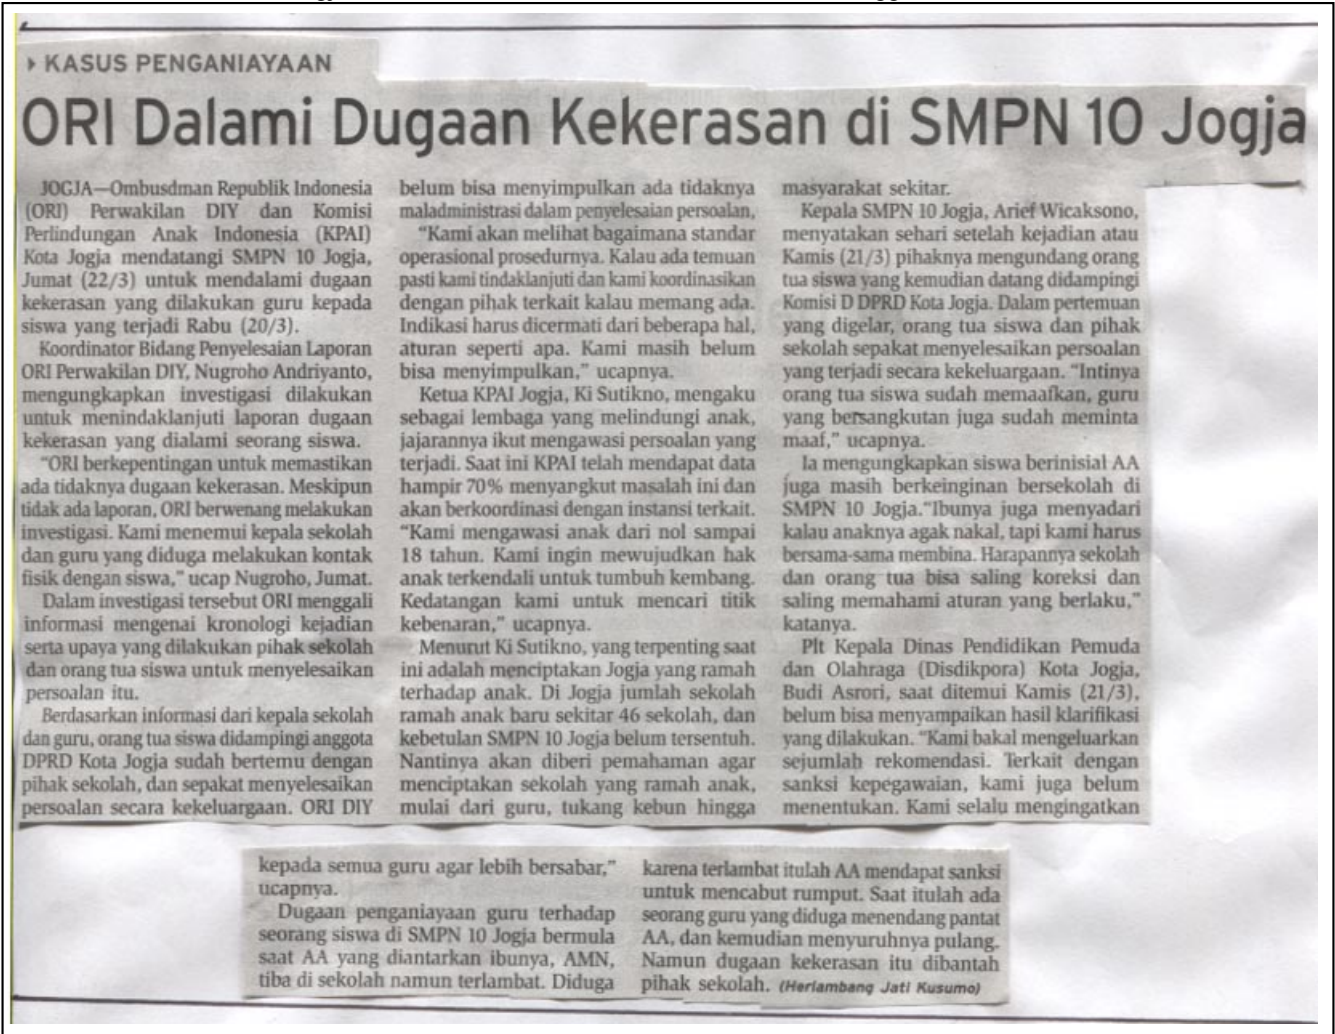 KASUS PENGANIAYAAN
ORI Dalami Dugaan Kekerasan di SMPN 10 Jogja
JOGJA—Ombusdman Republik Indonesia
(ORI) Perwakilan DIY dan Komisi
Perlindungan Anak Indonesia (KPAI)
Kota Jogja mendatangi SMPN 10 Jogja,
Jumat (22/3) untuk mendalami dugaan
kekerasan yang dilakukan guru kepada
siswa yang terjadi Rabu (20/3).
Koordinator Bidang Penyelesaian Laporan
ORI Perwakilan DIY, Nugroho Andriyanto,
mengungkapkan investigasi dilakukan
untuk menindaklanjuti laporan dugaan
kekerasan yang dialami seorang siswa.
"ORI berkepentingan untuk memastikan
ada tidaknya dugaan kekerasan. Meskipun
tidak ada laporan, ORI berwenang melakukan
investigasi. Kami menemui kepala sekolah
dan guru yang diduga melakukan kontak
fisik dengan siswa," ucap Nugroho, Jumat.
Dalam investigasi tersebut ORI menggali
informasi mengenai kronologi kejadian
serta upaya yang dilakukan pihak sekolah
dan orang tua siswa untuk menyelesaikan
persoalan itu.
Berdasarkan informasi dari kepala sekolah
dan guru, orang tua siswa didampingi anggota
DPRD Kota Jogja sudah bertemu dengan
pihak sekolah, dan sepakat menyelesaikan
persoalan secara kekeluargaan. ORI DIY
belum bisa menyimpulkan ada tidaknya
maladministrasi dalam penyelesaian persoalan,
"Kami akan melihat bagaimana standar
operasional prosedurnya. Kalau ada temuan
pasti kami tindaklanjuti dan kami koordinasikan
dengan pihak terkait kalau memang ada.
Indikasi harus dicermati dari beberapa hal,
aturan seperti apa. Kami masih belum
bisa menyimpulkan," ucapnya.
Ketua KPAI Jogja, Ki Sutikno, mengaku
sebagai lembaga yang melindungi anak,
jajarannya ikut mengawasi persoalan yang
terjadi. Saat ini KPAI telah mendapat data
hampir 70% menyangkut masalah ini dan
akan berkoordinasi dengan instansi terkait.
"Kami mengawasi anak dari nol sampai
18 tahun. Kami ingin mewujudkan hak
anak terkendali untuk tumbuh kembang.
Kedatangan kami untuk mencari titik
kebenaran," ucapnya.
Menurut Ki Sutikno, yang terpenting saat
ini adalah menciptakan Jogja yang ramah
terhadap anak. Di Jogja jumlah sekolah
ramah anak baru sekitar 46 sekolah, dan
kebetulan SMPN 10 Jogja belum tersentuh.
Nantinya akan diberi pemahaman agar
menciptakan sekolah yang ramah anak,
mulai dari guru, tukang kebun hingga
masyarakat sekitar.
Kepala SMPN 10 Jogja, Arief Wicaksono,
menyatakan sehari setelah kejadian atau
Kamis (21/3) pihaknya mengundang orang
tua siswa yang kemudian datang didampingi
Komisi D DPRD Kota Jogja. Dalam pertemuan
yang digelar, orang tua siswa dan pihak
sekolah sepakat menyelesaikan persoalan
yang terjadi secara kekeluargaan. "Intinya
orang tua siswa sudah memaafkan, guru
yang bersangkutan juga sudah meminta
maaf," ucapnya.
Ia mengungkapkan siswa berinisial AA
juga masih berkeinginan bersekolah di
SMPN 10 Jogja."Ibunya juga menyadari
kalau anaknya agak nakal, tapi kami harus
bersama-sama membina. Harapannya sekolah
dan orang tua bisa saling koreksi dan
saling memahami aturan yang berlaku,"
katanya.
Plt Kepala Dinas Pendidikan Pemuda
dan Olahraga (Disdikpora) Kota Jogja,
Budi Asrori, saat ditemui Kamis (21/3),
belum bisa menyampaikan hasil klarifikasi
yang dilakukan. "Kami bakal mengeluarkan
sejumlah rekomendasi. Terkait dengan
sanksi kepegawaian, kami juga belum
menentukan. Kami selalu mengingatkan
kepada semua guru agar lebih bersabar,"
ucapnya.
Dugaan penganiayaan guru terhadap
seorang siswa di SMPN 10 Jogja bermula
saat AA yang diantarkan ibunya, AMN,
tiba di sekolah namun terlambat. Diduga
karena terlambat itulah AA mendapat sanksi
untuk mencabut rumput. Saat itulah ada
seorang guru yang diduga menendang pantat
AA, dan kemudian menyuruhnya pulang.
Namun dugaan kekerasan itu dibantah
pihak sekolah. (Herlambang Jati Kusumo)